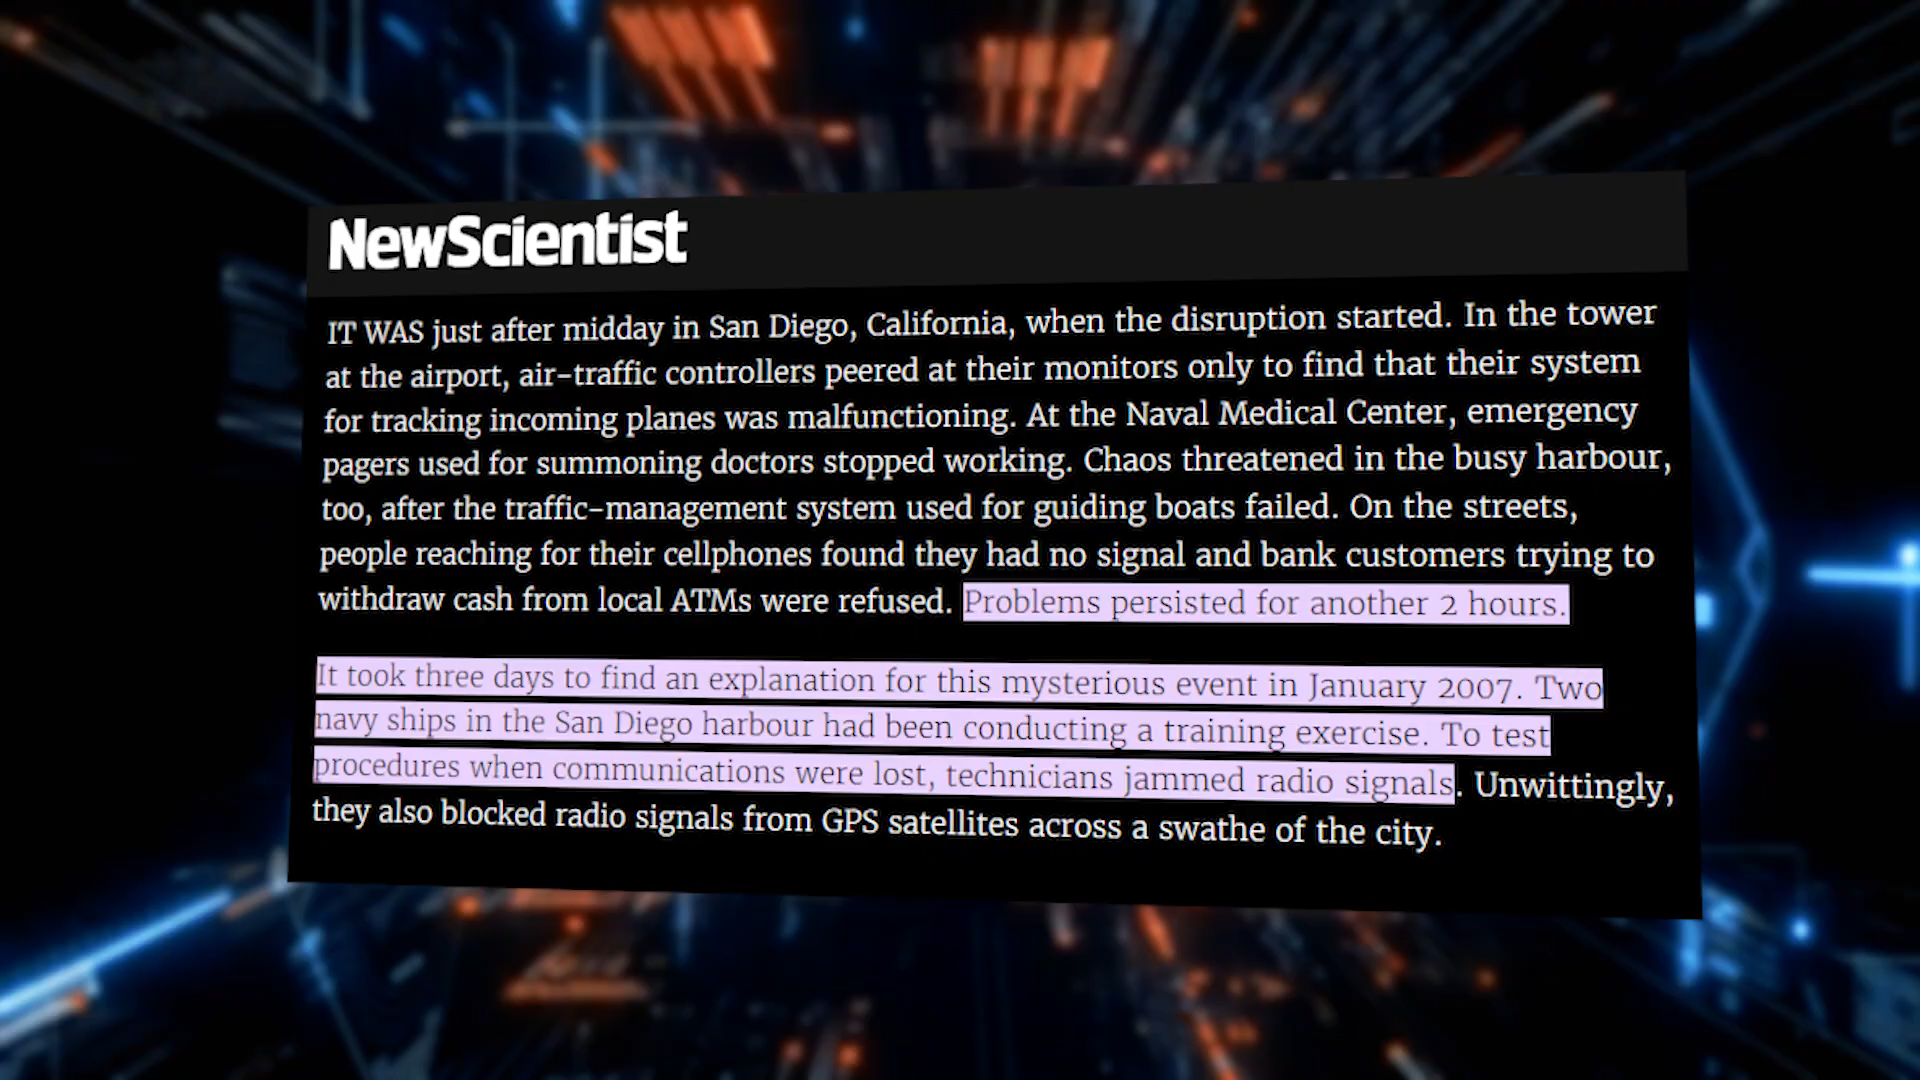 NewScientist
IT WAS just after midday in San Diego, California, when the disruption started. In the tower
at the airport, air-traffic controllers peered at their monitors only to find that their system
for tracking incoming planes was malfunctioning. At the Naval Medical Center, emergency
pagers used for summoning doctors stopped working. Chaos threatened in the busy harbour,
too, after the traffic-management system used for guiding boats failed. On the streets,
people reaching for their cellphones found they had no signal and bank customers trying to
withdraw cash from local ATMs were refused. Problems persisted for another 2 hours.
It took three days to find an explanation for this mysterious event in January 2007. Two
navy ships in the San Diego harbour had been conducting a training exercise. To test
procedures when communications were lost, technicians jammed radio signals. Unwittingly,
they also blocked radio signals from GPS satellites across a swathe of the city.